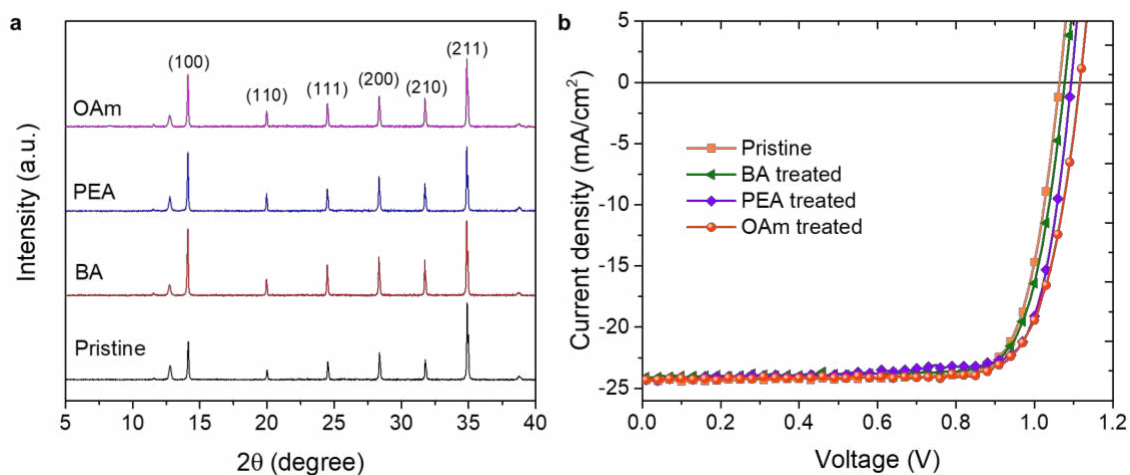 a
(100)
(110)
(111)
(200)
(210)
(211)
OAm
PEA
BA
Pristine
Intensity (a.u.)
5 10 15 20 25 30 35 40
2θ (degree)
b
5
0
-5
-10
-15
-20
-25
Current density (mA/cm²)
Pristine
BA treated
PEA treated
OAm treated
0.0 0.2 0.4 0.6 0.8 1.0 1.2
Voltage (V)